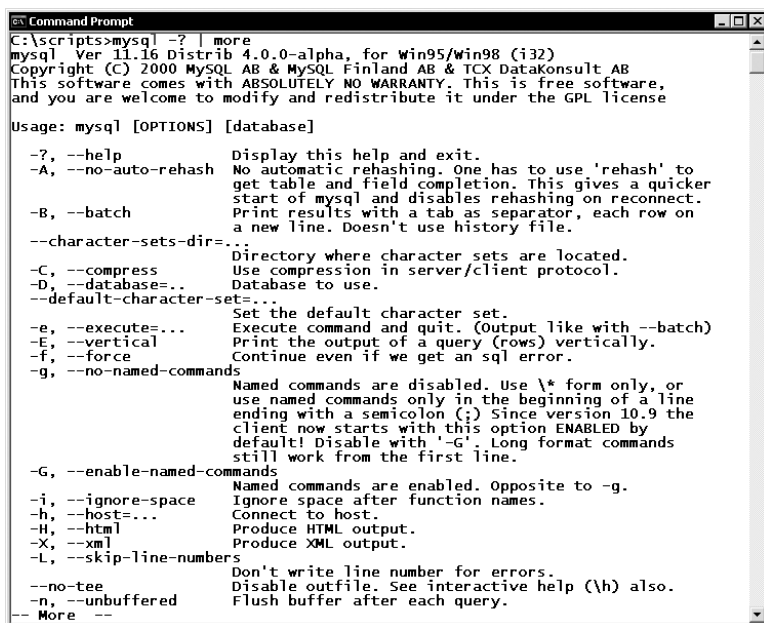 Command Prompt
C:\scripts>mysql -? | more
mysql  Ver 11.16 Distrib 4.0.0-alpha, for Win95/Win98 (i32)
Copyright (C) 2000 MySQL AB & MySQL Finland AB & TCX DataKonsult AB
This software comes with ABSOLUTELY NO WARRANTY. This is free software,
and you are welcome to modify and redistribute it under the GPL license
Usage: mysql [OPTIONS] [database]
  -?, --help            Display this help and exit.
  -A, --no-auto-rehash  No automatic rehashing. One has to use 'rehash' to
                        get table and field completion. This gives a quicker
                        start of mysql and disables rehashing on reconnect.
  -B, --batch           Print results with a tab as separator, each row on
                        a new line. Doesn't use history file.
  --character-sets-dir=...
                        Directory where character sets are located.
  -C, --compress        Use compression in server/client protocol.
  -D, --database=..     Database to use.
  --default-character-set=...
                        Set the default character set.
  -e, --execute=...     Execute command and quit. (Output like with --batch)
  -E, --vertical        Print the output of a query (rows) vertically.
  -f, --force           Continue even if we get an sql error.
  -g, --no-named-commands
                        Named commands are disabled. Use \* form only, or
                        use named commands only in the beginning of a line
                        ending with a semicolon (;) Since version 10.9 the
                        client now starts with this option ENABLED by
                        default! Disable with '-G'. Long format commands
                        still work from the first line.
  -G, --enable-named-commands
                        Named commands are enabled. Opposite to -g.
  -i, --ignore-space    Ignore space after function names.
  -h, --host=...        Connect to host.
  -H, --html            Produce HTML output.
  -X, --xml             Produce XML output.
  -L, --skip-line-numbers
                        Don't write line number for errors.
  --no-tee              Disable outfile. See interactive help (\h) also.
  -n, --unbuffered      Flush buffer after each query.
-- More  --